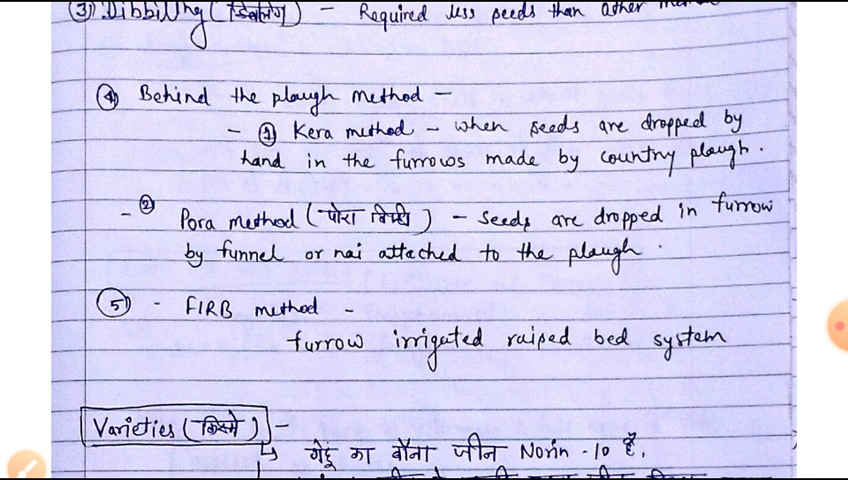 ③ Dibbiling (डिबलिंग) - Required less seeds than other
④ Behind the plough method -
- ① Kera method - when seeds are dropped by
hand in the furrows made by country plough.
- ② Pora method (पोरा विधी) - seeds are dropped in furrow
by funnel or nai attached to the plough.
⑤ - FIRB method -
furrow irrigated raised bed system
Varieties (किस्मे) -
↳ गेहूं का बौना जीन Norin-10 है.